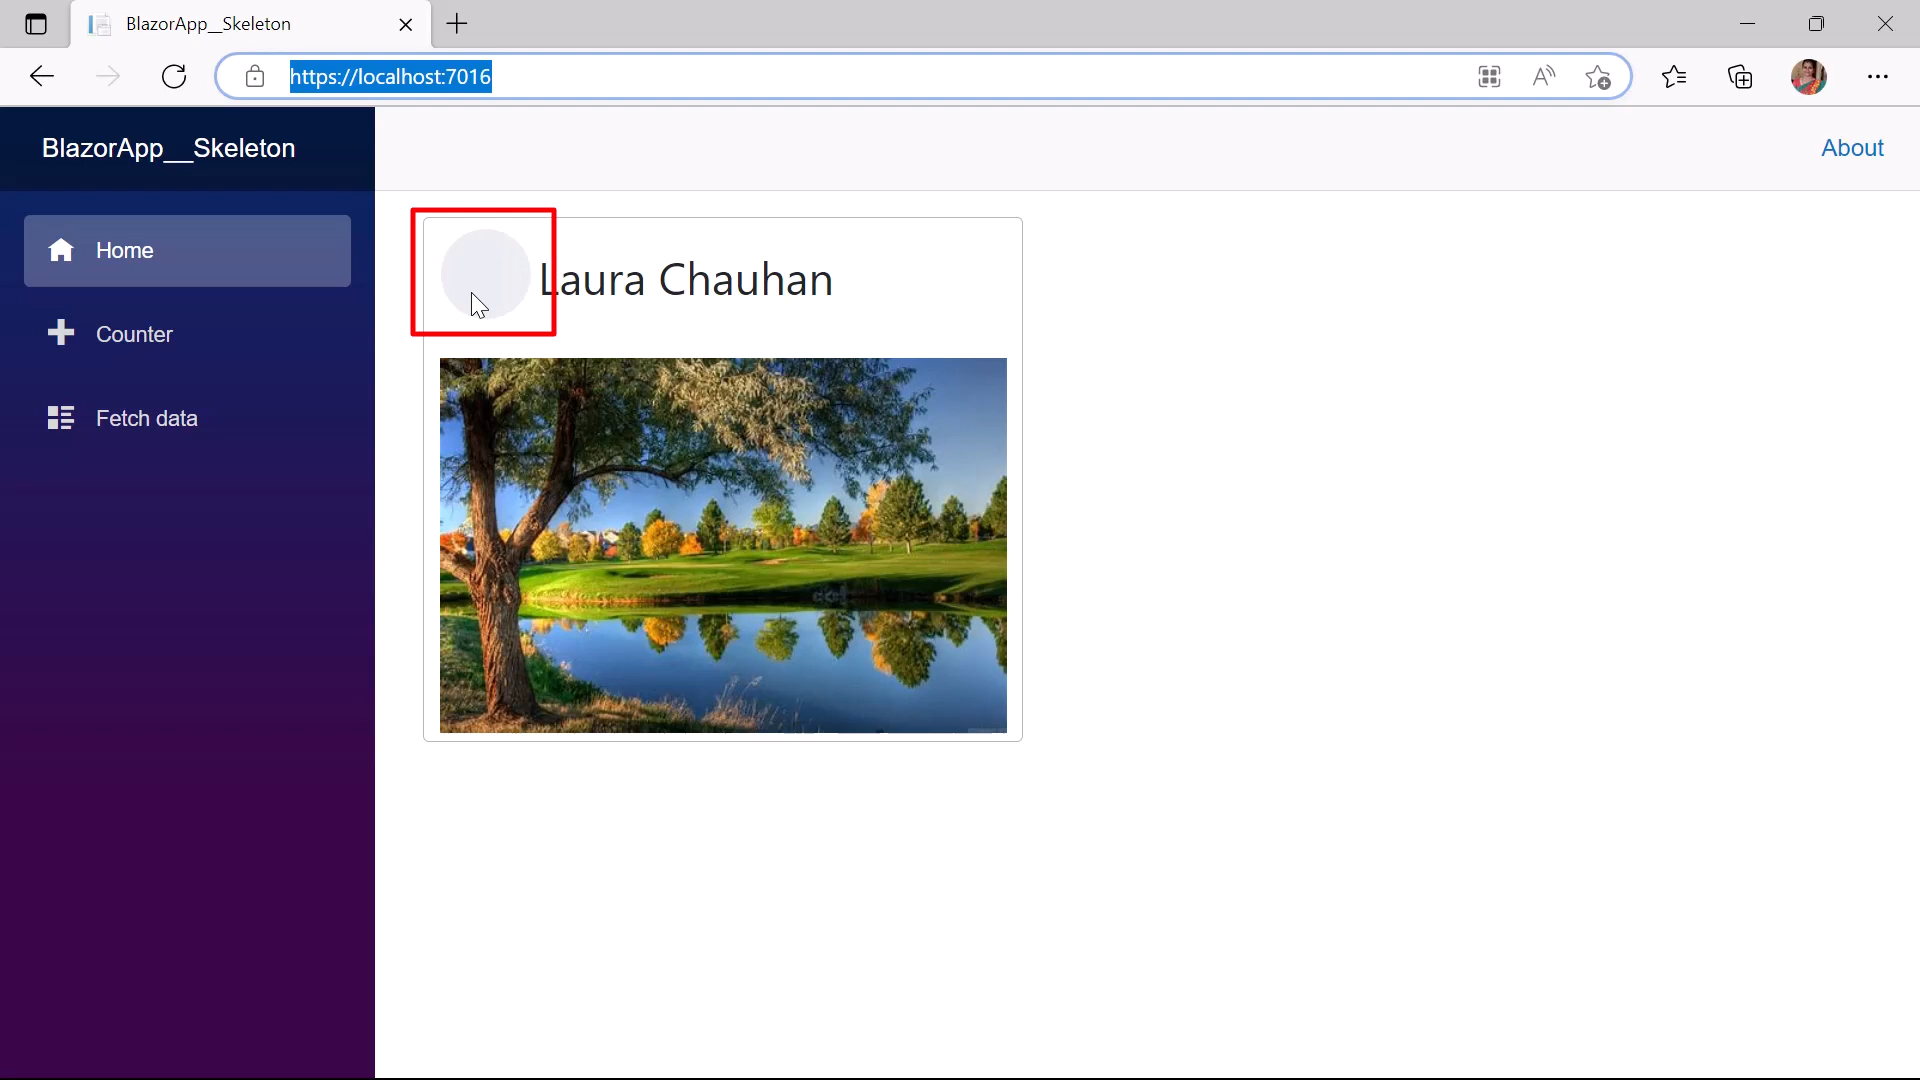 BlazorApp__Skeleton
https://localhost:7016
BlazorApp__Skeleton
About
Home
Counter
Fetch data
Laura Chauhan